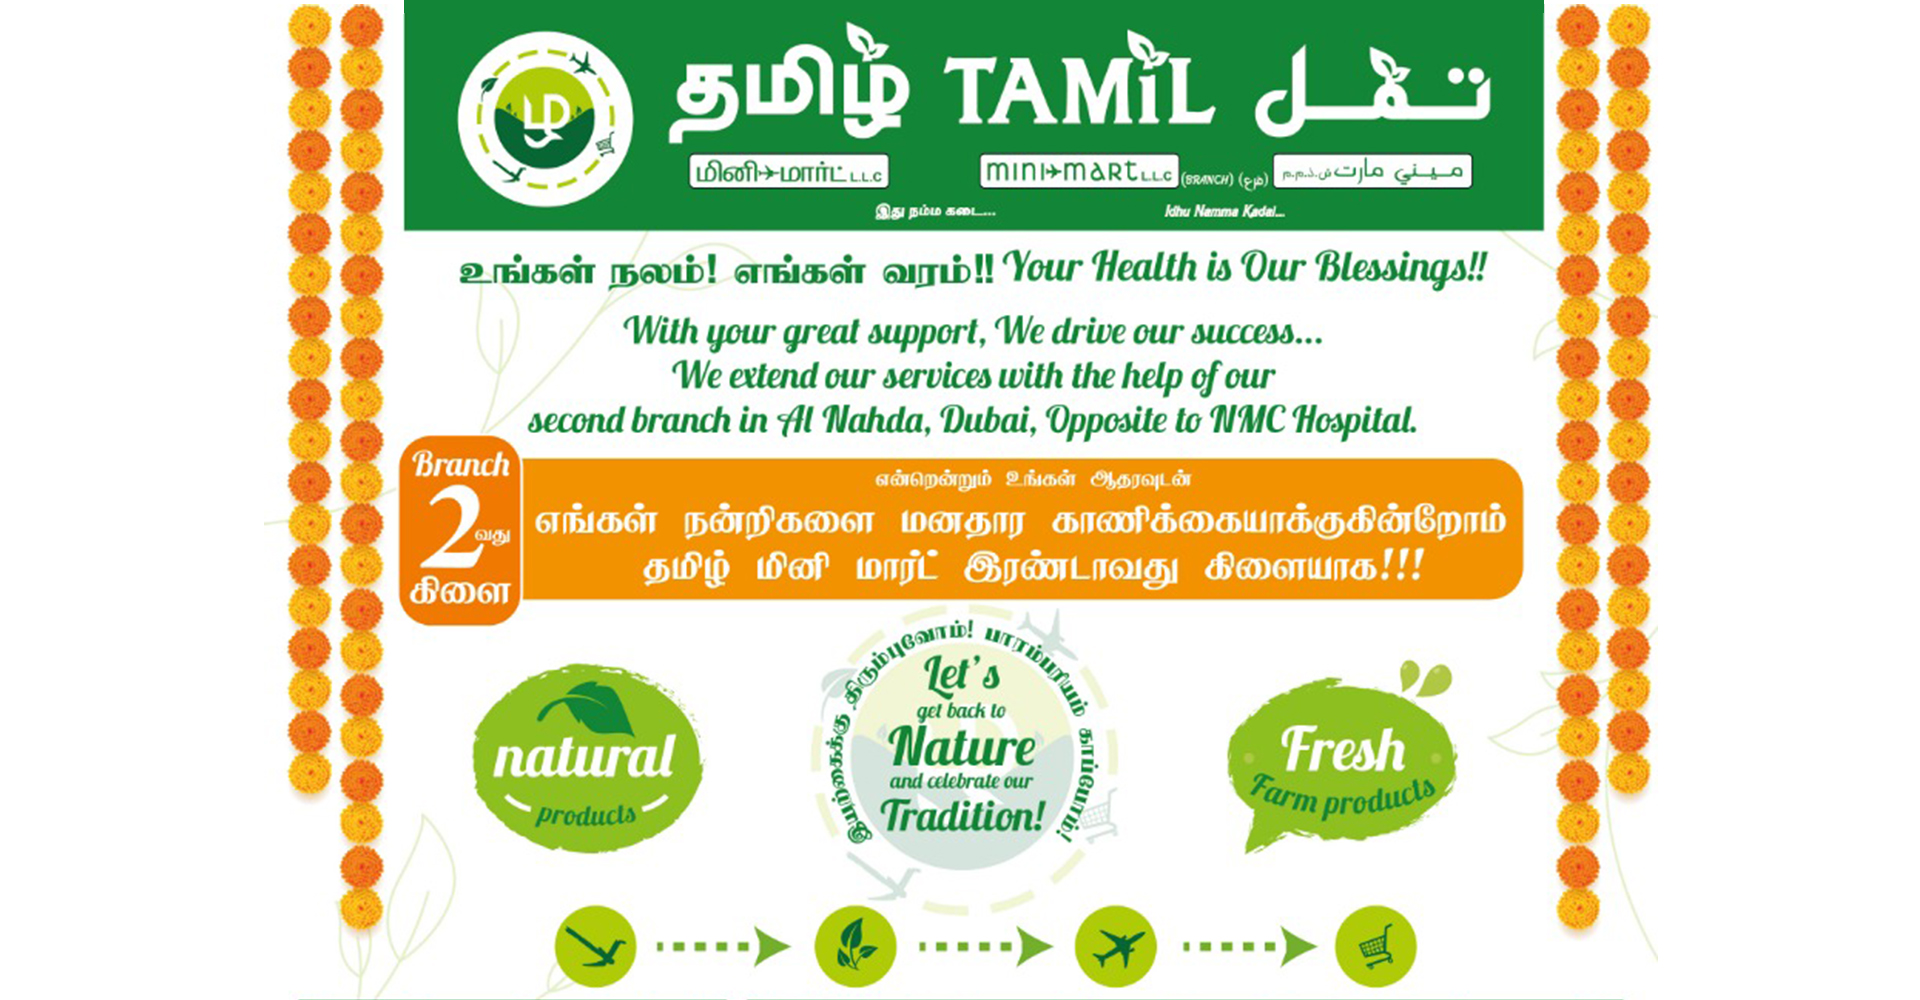 தமிழ் TAMiL تمل
மினி மார்ட் L.L.C
mini mart L.L.C (BRANCH) (فرع) ميني مارت ش.ذ.م.م
இது நம்ம கடை... Idhu Namma Kadai...
உங்கள் நலம்! எங்கள் வரம்!! Your Health is Our Blessings!!
With your great support, We drive our success...
We extend our services with the help of our
second branch in Al Nahda, Dubai, Opposite to NMC Hospital.
Branch
2வது
கிளை
என்றென்றும் உங்கள் ஆதரவுடன்
எங்கள் நன்றிகளை மனதார காணிக்கையாக்குகின்றோம்
தமிழ் மினி மார்ட் இரண்டாவது கிளையாக!!!
natural
products
இயற்கைக்கு திரும்புவோம்! பாரம்பரியம் காப்போம்!
Let's
get back to
Nature
and celebrate our
Tradition!
Fresh
Farm products